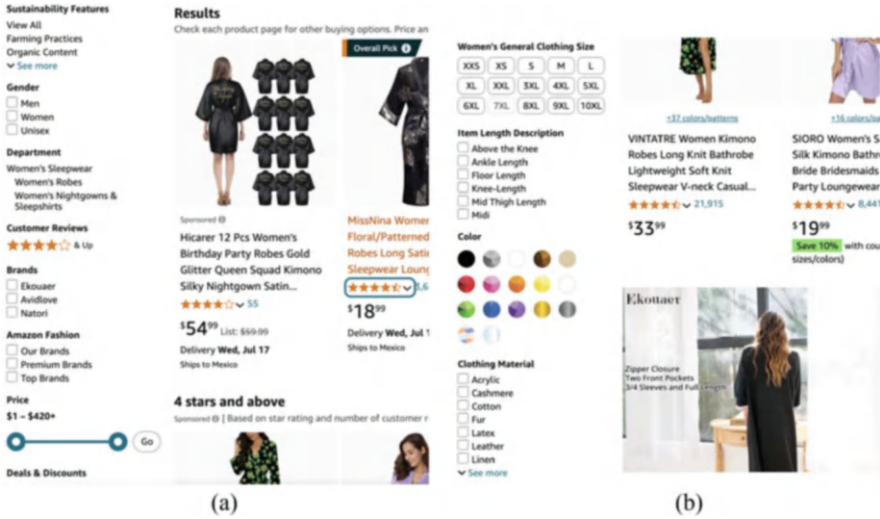 Sustainability Features
View All
Farming Practices
Organic Content
See more
Gender
Men
Women
Unisex
Department
Women's Sleepwear
Women's Robes
Women's Nightgowns &
Sleepshirts
Customer Reviews
& Up
Brands
Ekouaer
Avidlove
Natori
Amazon Fashion
Our Brands
Premium Brands
Top Brands
Price
$1 – $420+
Go
Deals & Discounts
Results
Check each product page for other buying options. Price an
Overall Pick
Sponsored
Hicarer 12 Pcs Women's
Birthday Party Robes Gold
Glitter Queen Squad Kimono
Silky Nightgown Satin...
55
$5499 List: $59.99
Delivery Wed, Jul 17
Ships to Mexico
MissNina Women
Floral/Patterned
Robes Long Sati
Sleepwear Loung
$1899
Delivery Wed, Jul 1
Ships to Mexico
4 stars and above
Sponsored | Based on star rating and number of customer r
(a)
Women's General Clothing Size
XXS XS S M L
XL XXL 3XL 4XL 5XL
6XL 7XL 8XL 9XL 10XL
Item Length Description
Above the Knee
Ankle Length
Floor Length
Knee-Length
Mid Thigh Length
Midi
Color
Clothing Material
Acrylic
Cashmere
Cotton
Fur
Latex
Leather
Linen
See more
+37 colors/patterns
VINTATRE Women Kimono
Robes Long Knit Bathrobe
Lightweight Soft Knit
Sleepwear V-neck Casual...
21,915
$3399
+16 colors/pa
SIORO Women's S
Silk Kimono Bathr
Bride Bridesmaids
Party Loungewear
8,441
$1999
Save 10% with cou
sizes/colors)
Ekouaer
Zipper Closure
Two Front Pockets
3/4 Sleeves and Full Length
(b)